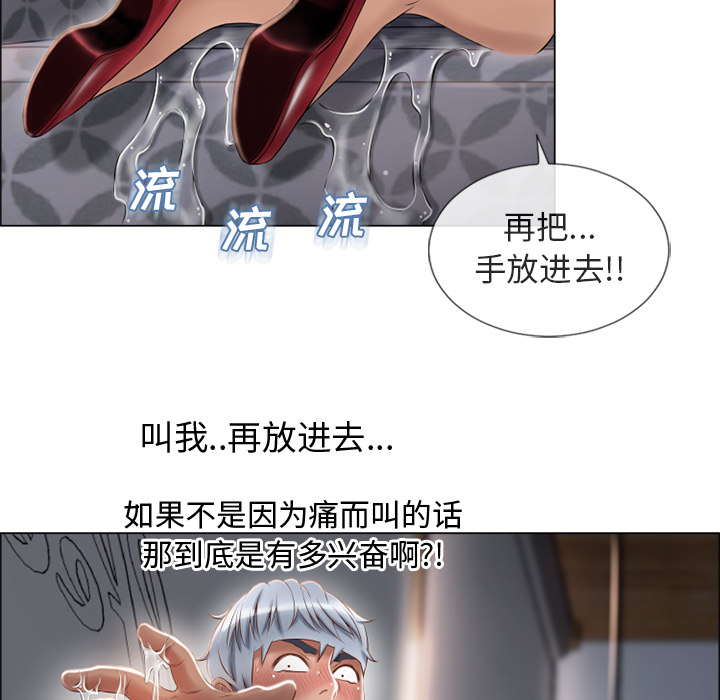 流
流
流
再把...
手放进去!!
叫我..再放进去...
如果不是因为痛而叫的话
那到底是有多兴奋啊?!